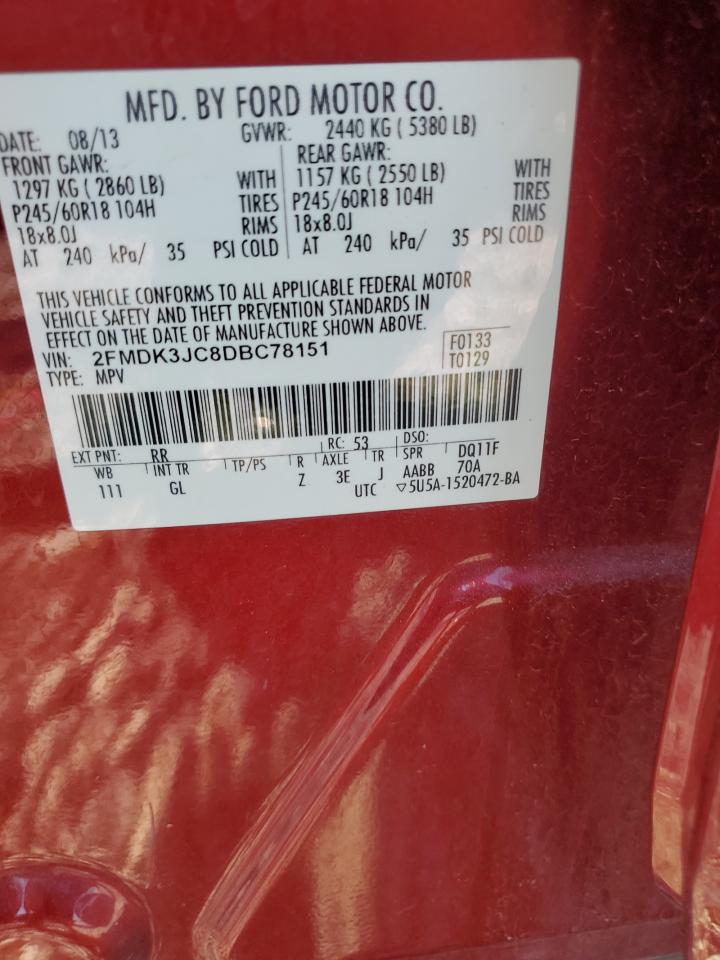 MFD. BY FORD MOTOR CO.
DATE: 08/13 GVWR: 2440 KG ( 5380 LB)
FRONT GAWR: REAR GAWR:
1297 KG ( 2860 LB) WITH 1157 KG ( 2550 LB) WITH
P245/60R18 104H TIRES P245/60R18 104H TIRES
18x8.0J RIMS 18x8.0J RIMS
AT 240 kPa/ 35 PSI COLD AT 240 kPa/ 35 PSI COLD
THIS VEHICLE CONFORMS TO ALL APPLICABLE FEDERAL MOTOR
VEHICLE SAFETY AND THEFT PREVENTION STANDARDS IN
EFFECT ON THE DATE OF MANUFACTURE SHOWN ABOVE.
VIN: 2FMDK3JC8DBC78151 F0133
TYPE: MPV T0129
EXT PNT: RR RC: 53 DSO:
WB INT TR TP/PS R AXLE TR SPR DQ11F
111 GL Z 3E J AABB 70A
UTC ▽5U5A-1520472-BA